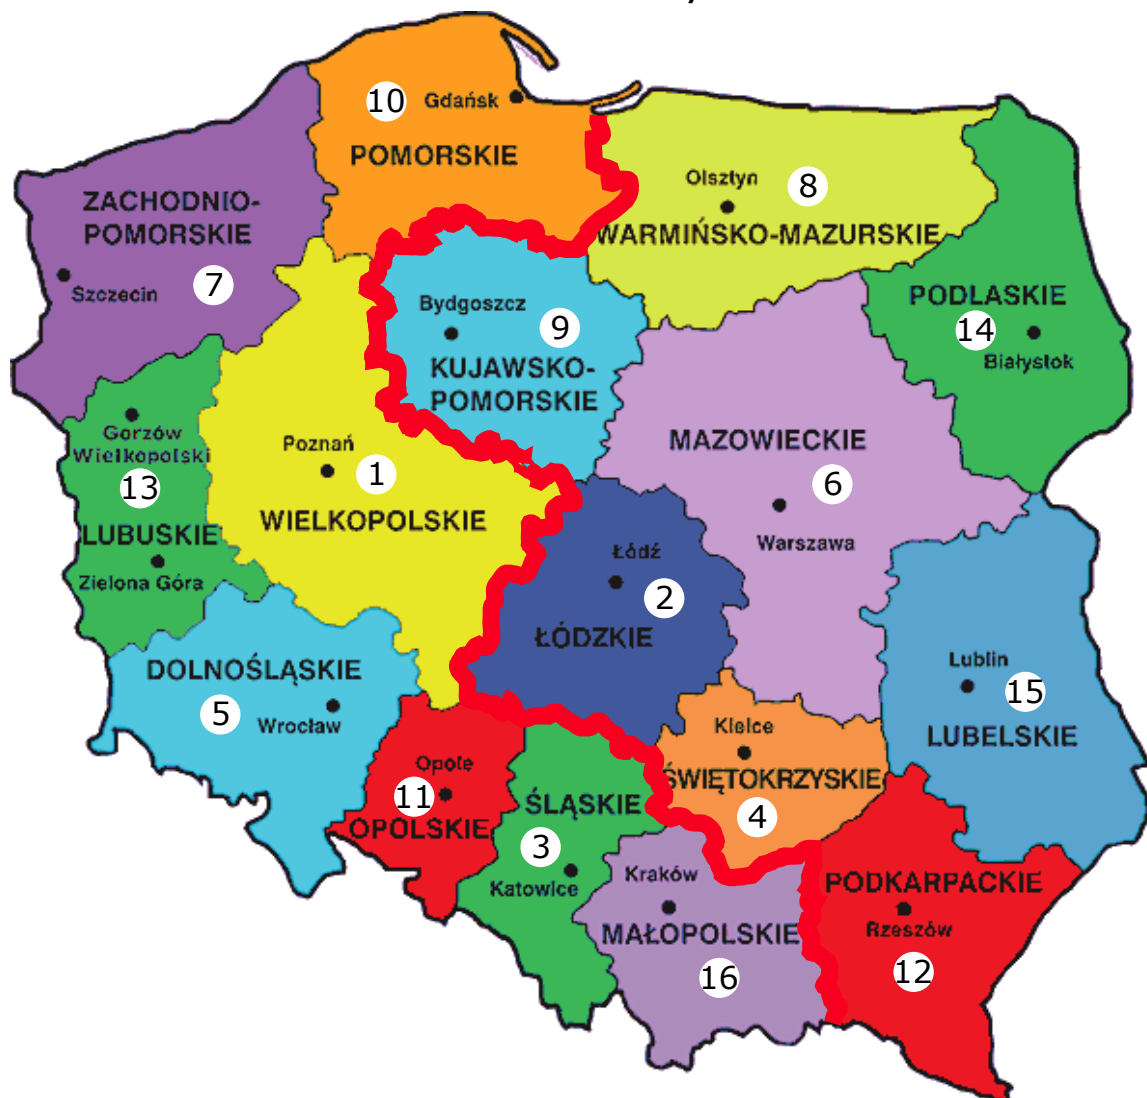 10
Gdańsk
POMORSKIE
ZACHODNIO-
POMORSKIE
Szczecin
7
Olsztyn
8
WARMIŃSKO-MAZURSKIE
PODLASKIE
14
Białystok
Bydgoszcz
9
KUJAWSKO-
POMORSKIE
Gorzów
Wielkopolski
13
LUBUSKIE
Zielona Góra
Poznań
1
WIELKOPOLSKIE
MAZOWIECKIE
6
Warszawa
Łódź
2
ŁÓDZKIE
DOLNOŚLĄSKIE
5
Wrocław
Lublin
15
LUBELSKIE
Opole
11
OPOLSKIE
ŚLĄSKIE
3
Katowice
Kielce
ŚWIĘTOKRZYSKIE
4
Kraków
MAŁOPOLSKIE
16
PODKARPACKIE
Rzeszów
12